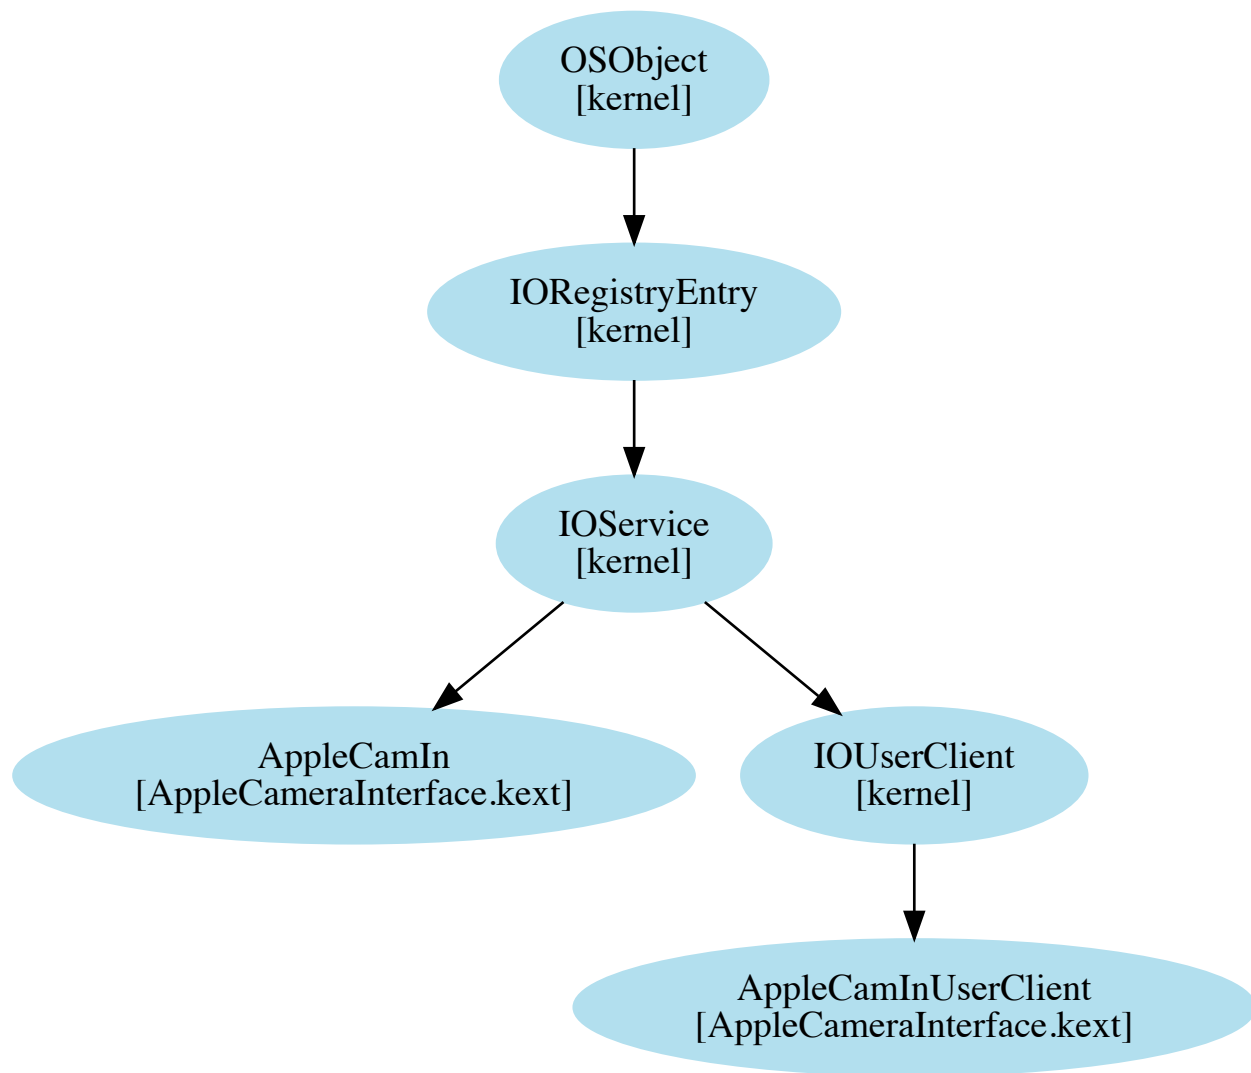 OSObject
[kernel]
IORegistryEntry
[kernel]
IOService
[kernel]
AppleCamIn
[AppleCameraInterface.kext]
IOUserClient
[kernel]
AppleCamInUserClient
[AppleCameraInterface.kext]